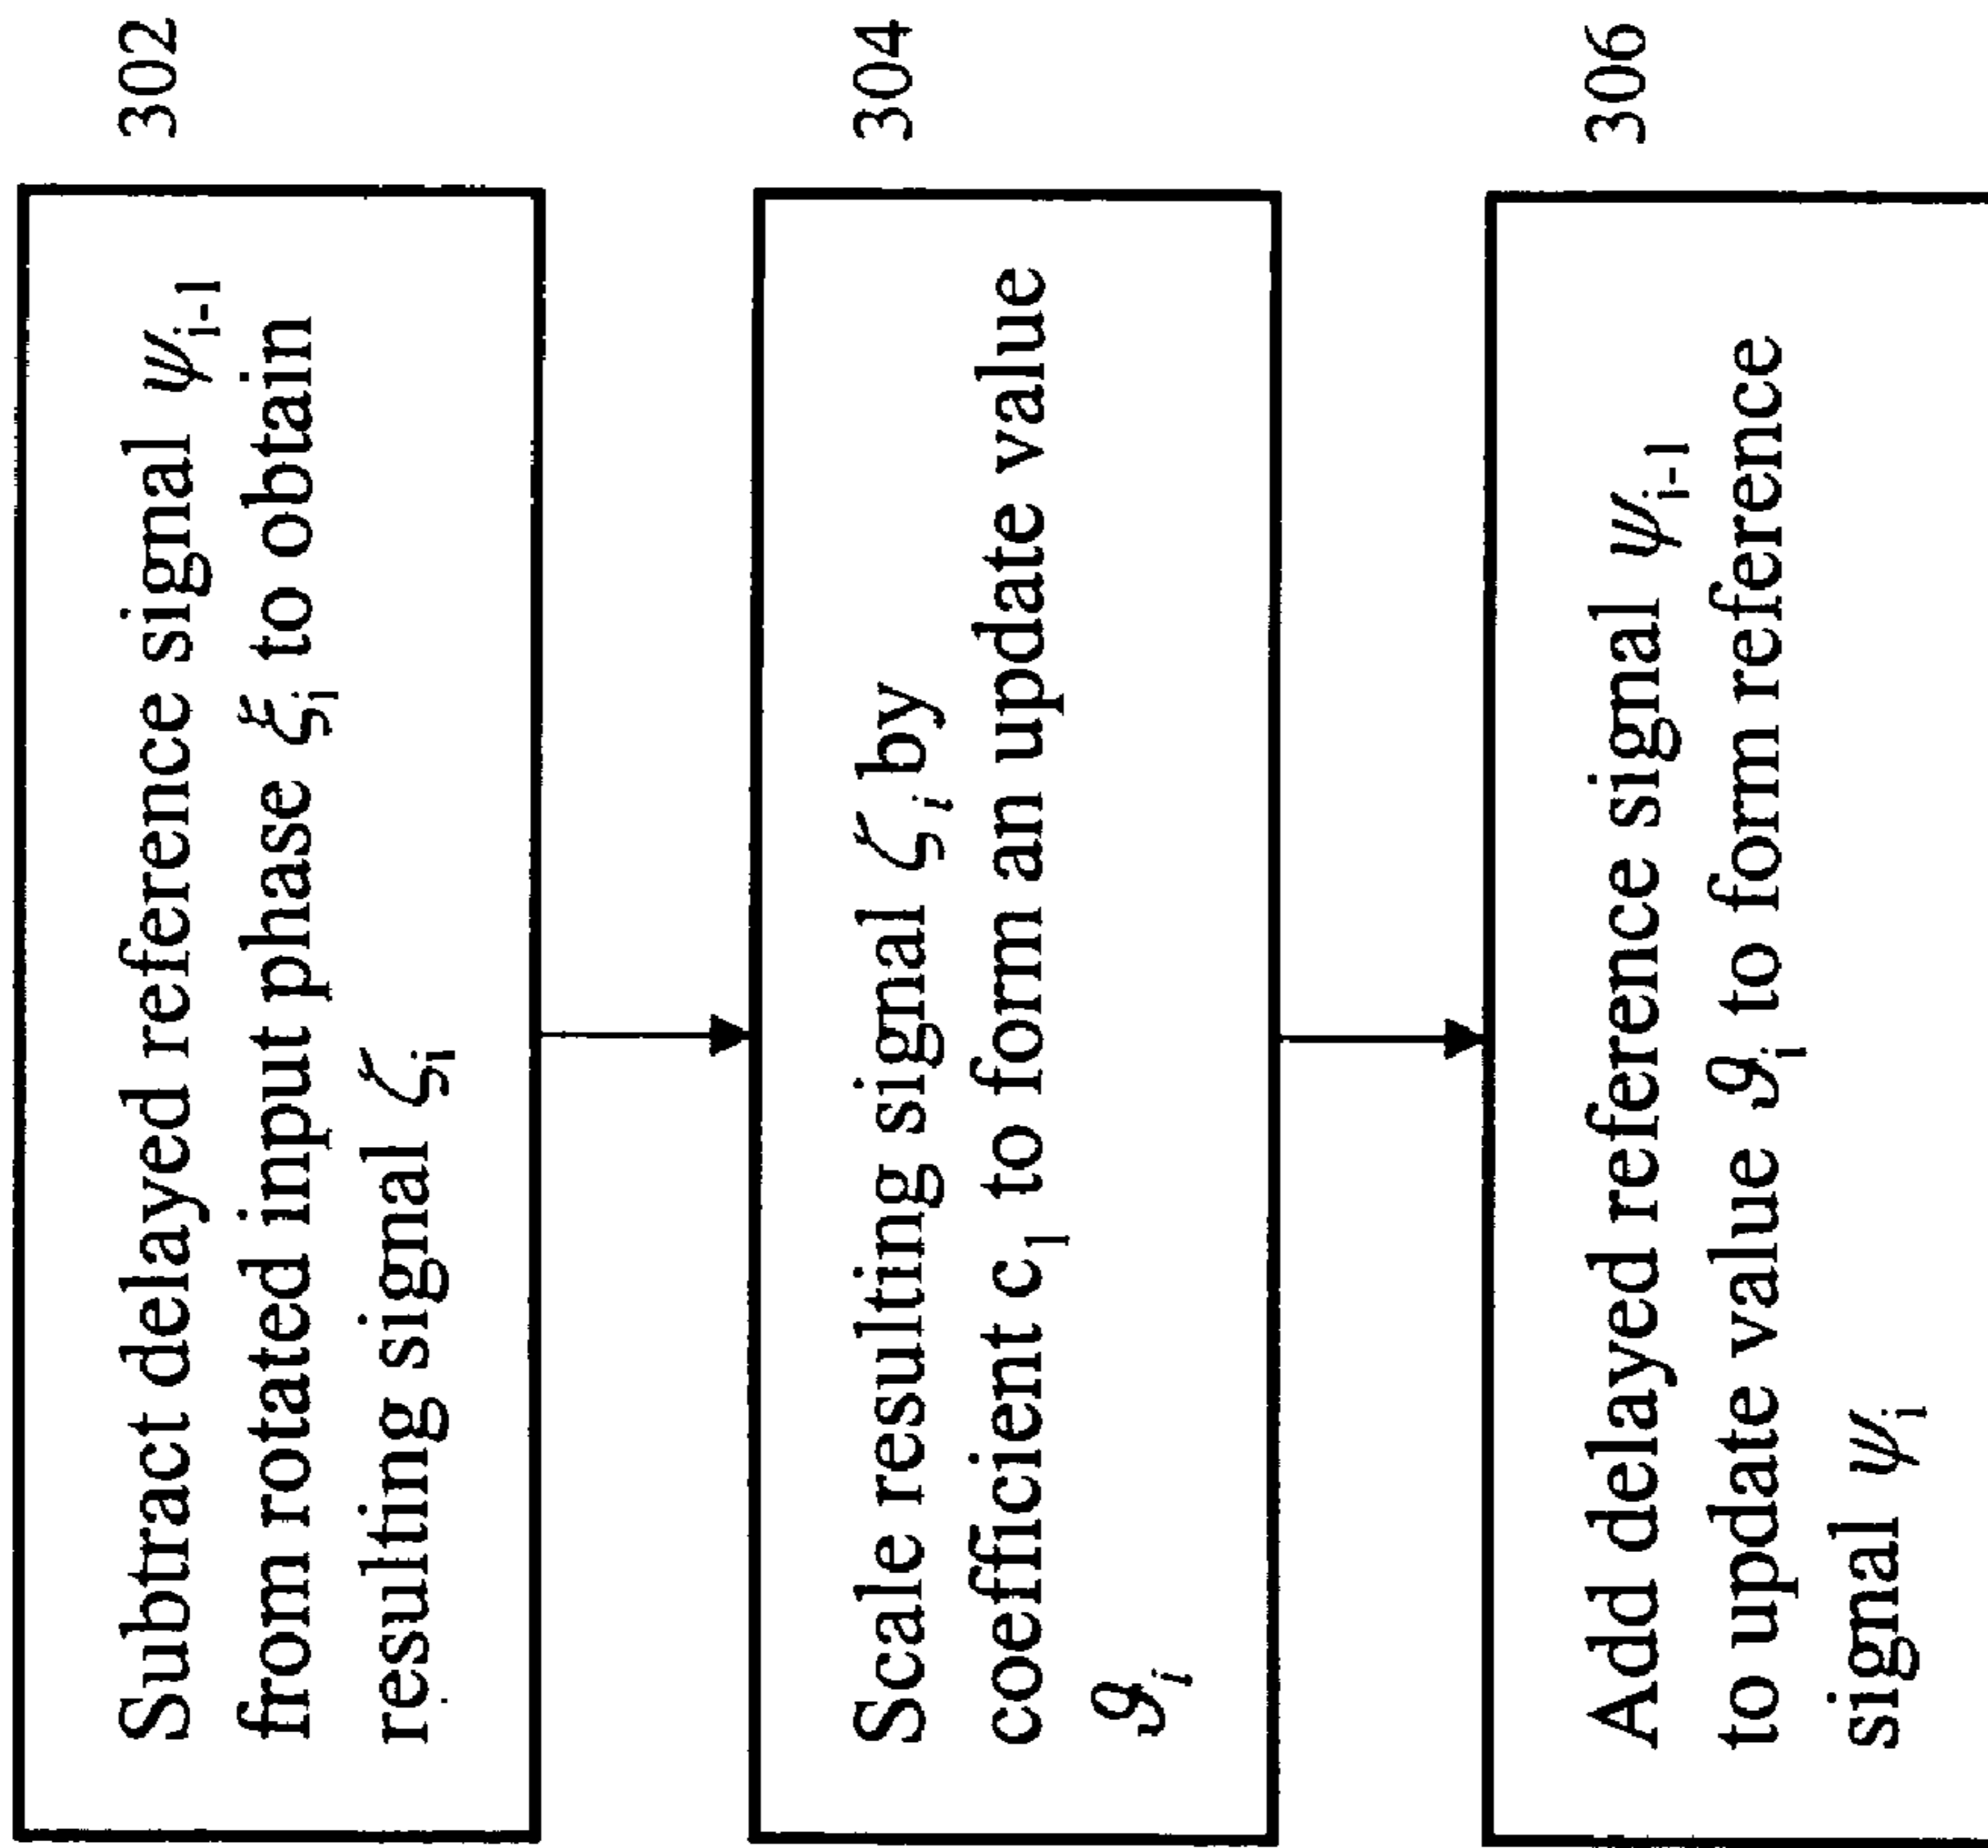 302
Subtract delayed reference signal ψi-1
from rotated input phase ξi to obtain
resulting signal ζi
304
Scale resulting signal ζi by
coefficient c1 to form an update value
ϑi
306
Add delayed reference signal ψi-1
to update value ϑi to form reference
signal ψi